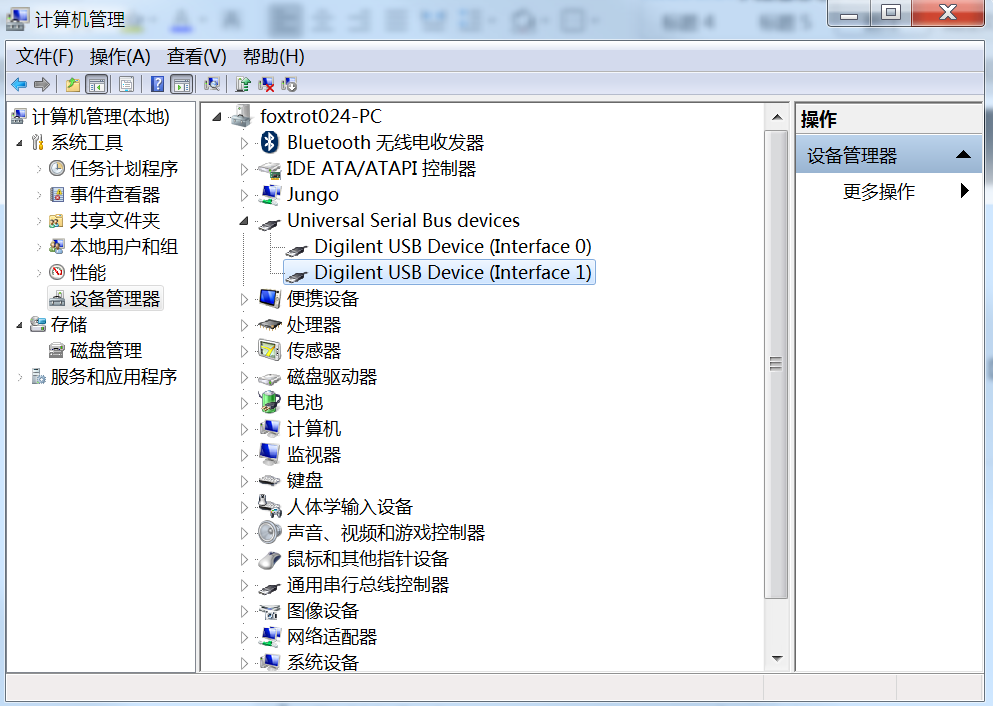 计算机管理
标题 4
标题 5
文件(F) 操作(A) 查看(V) 帮助(H)
计算机管理(本地)
系统工具
任务计划程序
事件查看器
共享文件夹
本地用户和组
性能
设备管理器
存储
磁盘管理
服务和应用程序
foxtrot024-PC
Bluetooth 无线电收发器
IDE ATA/ATAPI 控制器
Jungo
Universal Serial Bus devices
Digilent USB Device (Interface 0)
Digilent USB Device (Interface 1)
便携设备
处理器
传感器
磁盘驱动器
电池
计算机
监视器
键盘
人体学输入设备
声音、视频和游戏控制器
鼠标和其他指针设备
通用串行总线控制器
图像设备
网络适配器
系统设备
操作
设备管理器
更多操作